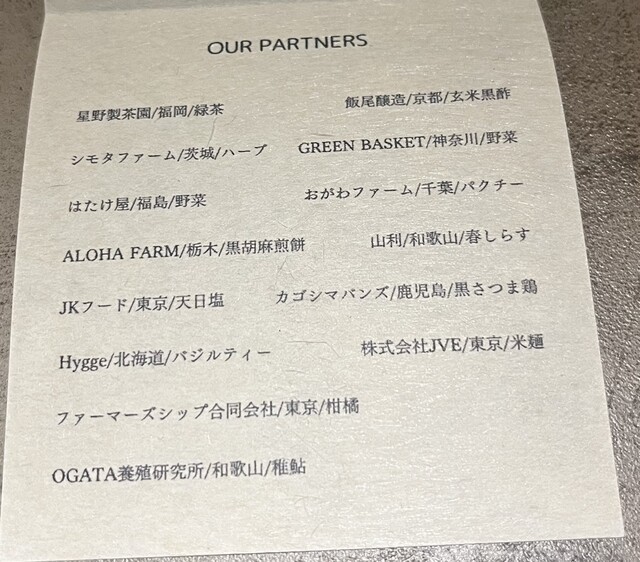 OUR PARTNERS
星野製茶園/福岡/緑茶
飯尾醸造/京都/玄米黒酢
シモタファーム/茨城/ハーブ
GREEN BASKET/神奈川/野菜
はたけ屋/福島/野菜
おがわファーム/千葉/パクチー
ALOHA FARM/栃木/黒胡麻煎餅
山利/和歌山/春しらす
JKフード/東京/天日塩
カゴシマバンズ/鹿児島/黒さつま鶏
Hygge/北海道/バジルティー
株式会社JVE/東京/米麺
ファーマーズシップ合同会社/東京/柑橘
OGATA養殖研究所/和歌山/稚鮎